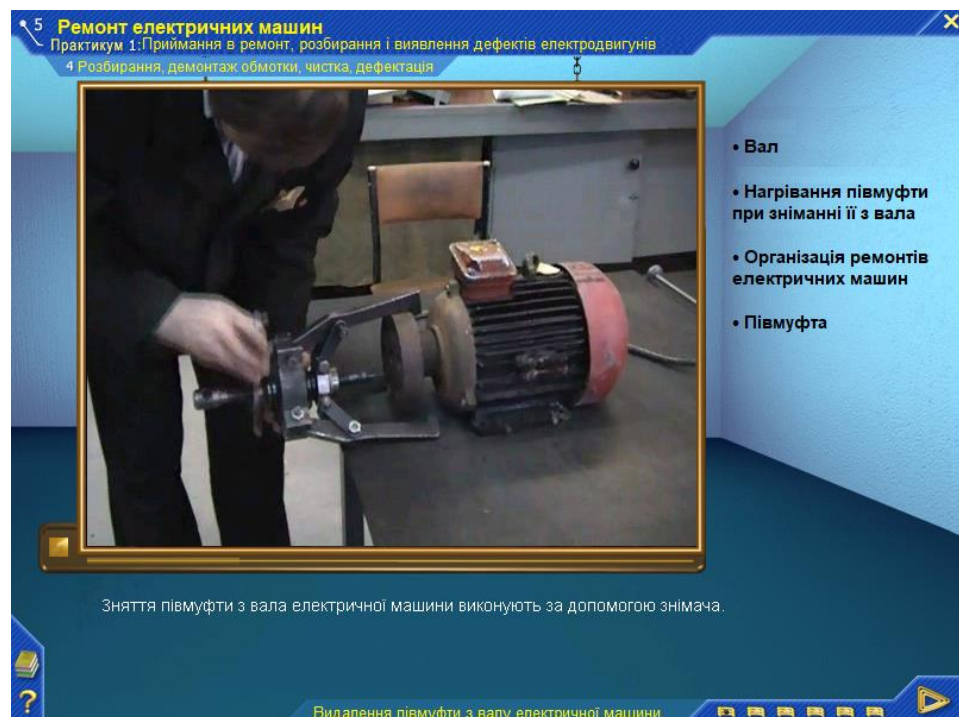 5 Ремонт електричних машин
Практикум 1:Приймання в ремонт, розбирання і виявлення дефектів електродвигунів
4 Розбирання, демонтаж обмотки, чистка, дефектація
• Вал
• Нагрівання півмуфти
при зніманні її з вала
• Організація ремонтів
електричних машин
• Півмуфта
Зняття півмуфти з вала електричної машини виконують за допомогою знімача.
?
Видалення півмуфти з валу електричної машини